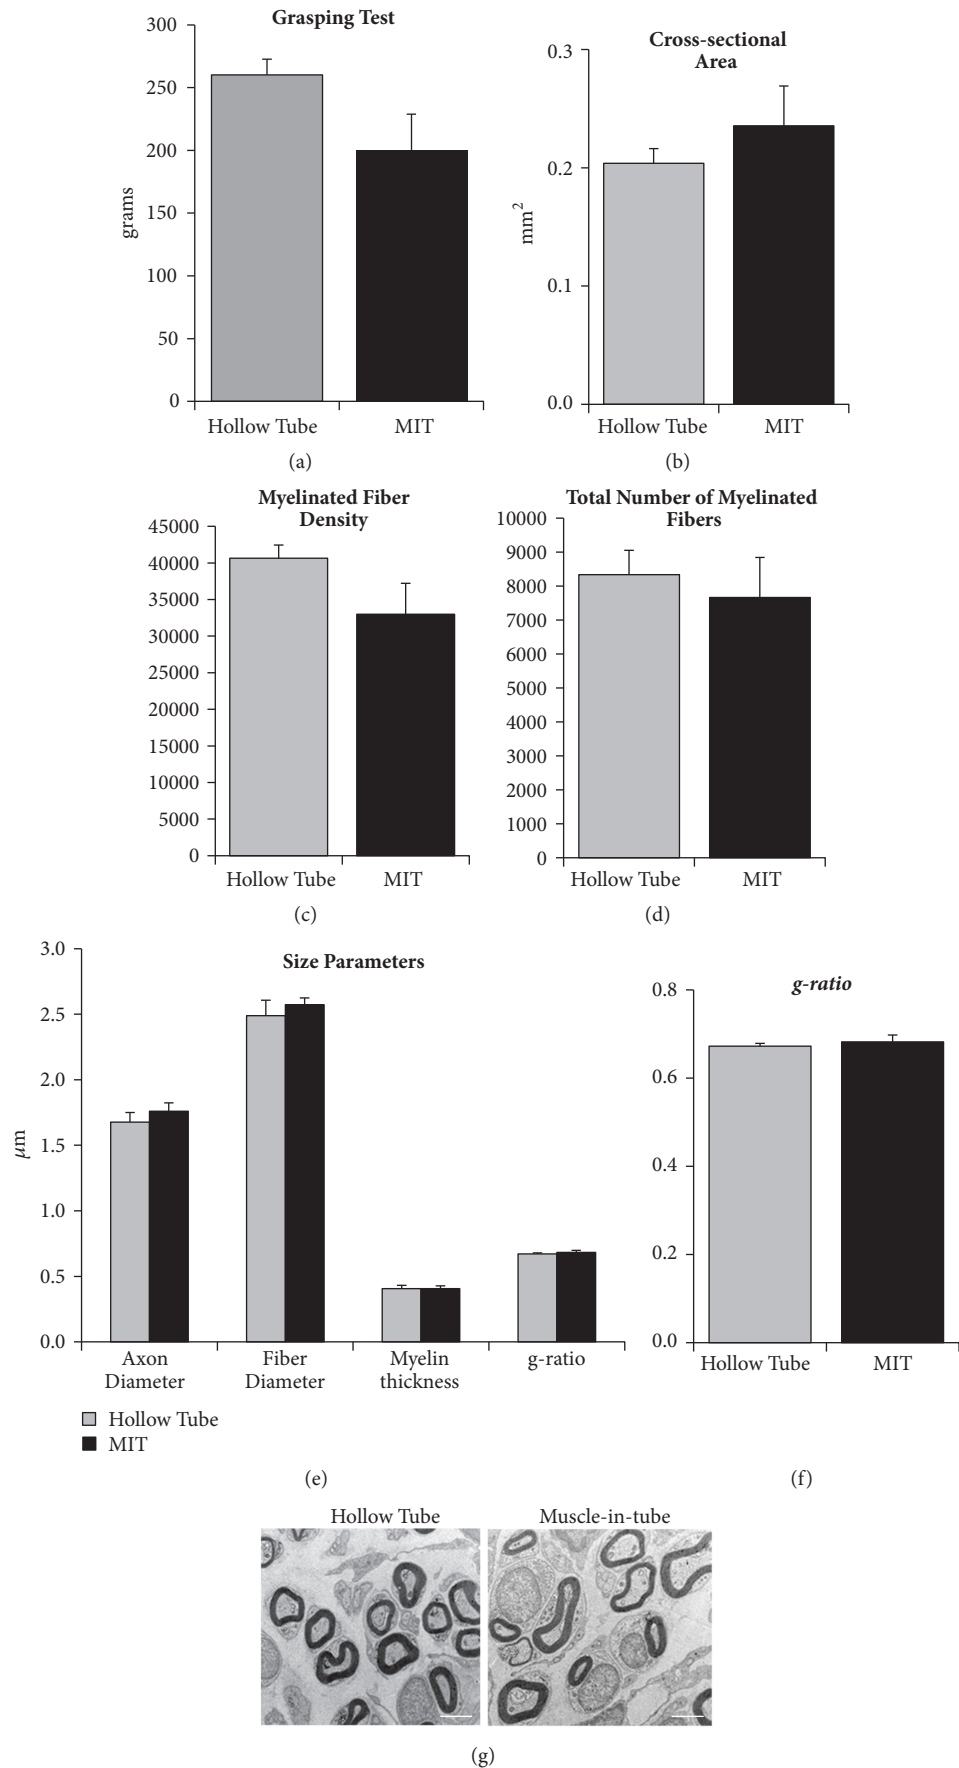 Grasping Test
300
250
200
150
100
50
0
grams
Hollow Tube MIT
(a)
Cross-sectional
Area
0.3
0.2
0.1
0.0
mm²
Hollow Tube MIT
(b)
Myelinated Fiber
Density
45000
40000
35000
30000
25000
20000
15000
10000
5000
0
Hollow Tube MIT
(c)
Total Number of Myelinated
Fibers
10000
9000
8000
7000
6000
5000
4000
3000
2000
1000
0
Hollow Tube MIT
(d)
Size Parameters
3.0
2.5
2.0
1.5
1.0
0.5
0.0
μm
Axon
Diameter
Fiber
Diameter
Myelin
thickness
g-ratio
Hollow Tube
MIT
(e)
g-ratio
0.8
0.6
0.4
0.2
0.0
Hollow Tube MIT
(f)
Hollow Tube Muscle-in-tube
(g)